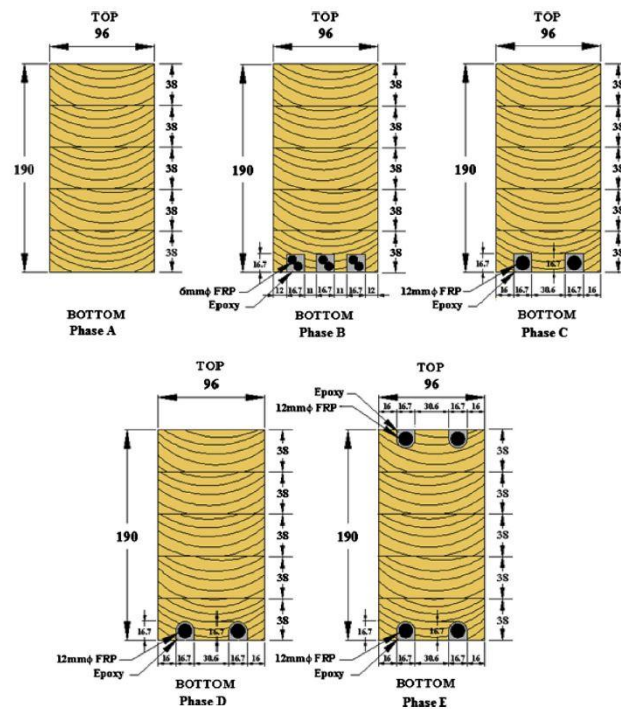 TOP
96
190
38
38
38
38
38
BOTTOM
Phase A
TOP
96
190
38
38
38
38
38
16.7
6mmϕ FRP
Epoxy
12 16.7 11 16.7 11 16.7 12
BOTTOM
Phase B
TOP
96
190
38
38
38
38
38
16.7
16.7
12mmϕ FRP
Epoxy
16 16.7 30.6 16.7 16
BOTTOM
Phase C
TOP
96
190
38
38
38
38
38
16.7
16.7
12mmϕ FRP
Epoxy
16 16.7 30.6 16.7 16
BOTTOM
Phase D
TOP
96
Epoxy
12mmϕ FRP
16 16.7 30.6 16.7 16
190
38
38
38
38
38
16.7
16.7
12mmϕ FRP
Epoxy
16 16.7 30.6 16.7 16
BOTTOM
Phase E